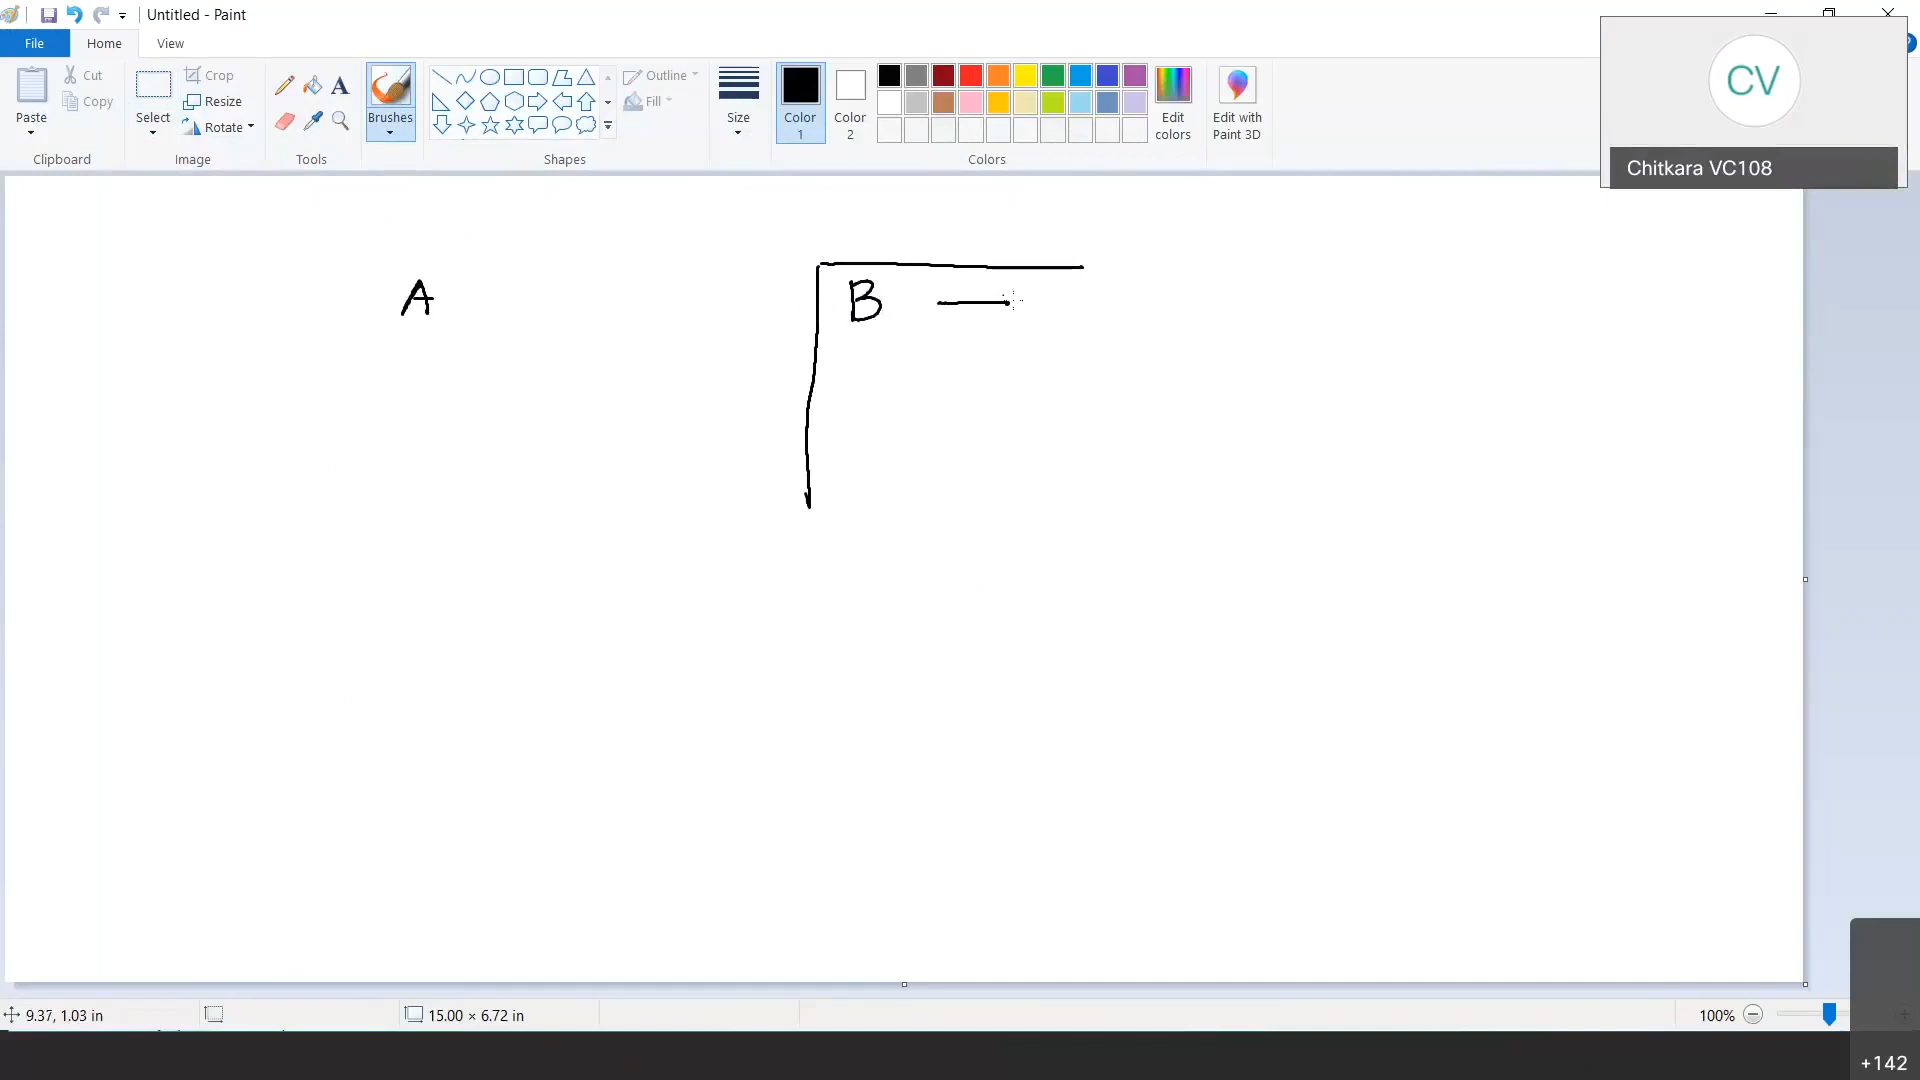 Untitled - Paint
File Home View
Paste
Cut
Copy
Clipboard
Select
Crop
Resize
Rotate
Image
A
Tools
Brushes
Shapes
Outline
Fill
Size
Color 1
Color 2
Colors
Edit colors
Edit with Paint 3D
CV
Chitkara VC108
A B
9.37, 1.03 in
15.00 × 6.72 in
100%
+142